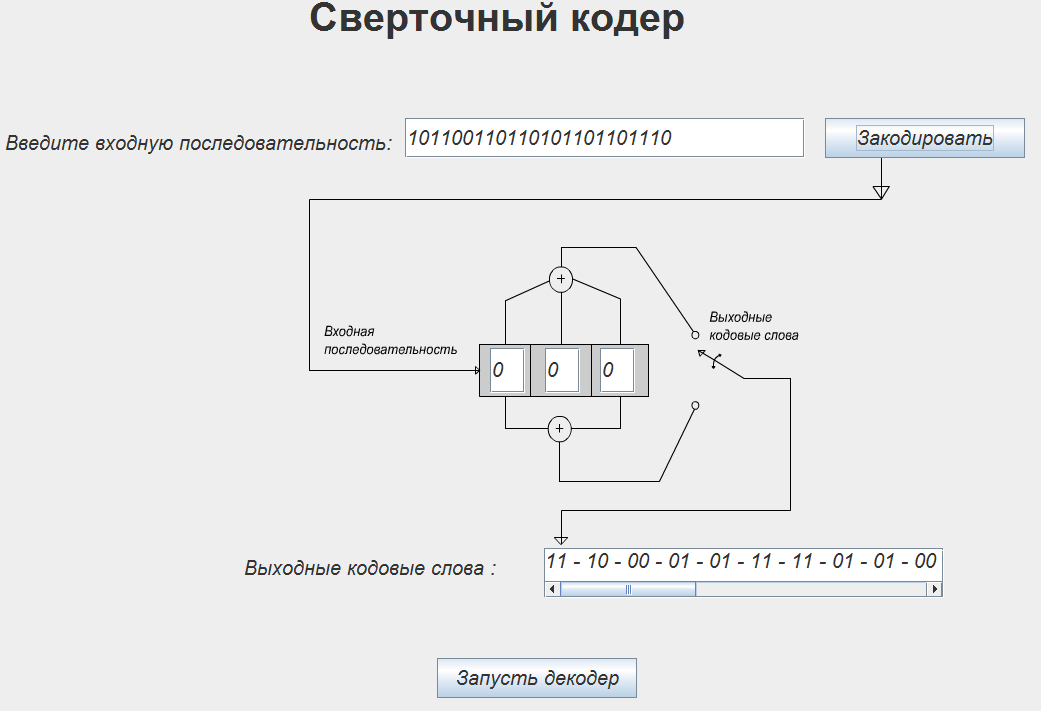 Сверточный кодер
Введите входную последовательность: 101100110110101101101110 Закодировать
Входная
последовательность
Выходные
кодовые слова
+
0 0 0
+
Выходные кодовые слова : 11 - 10 - 00 - 01 - 01 - 11 - 11 - 01 - 01 - 00
Запусть декодер